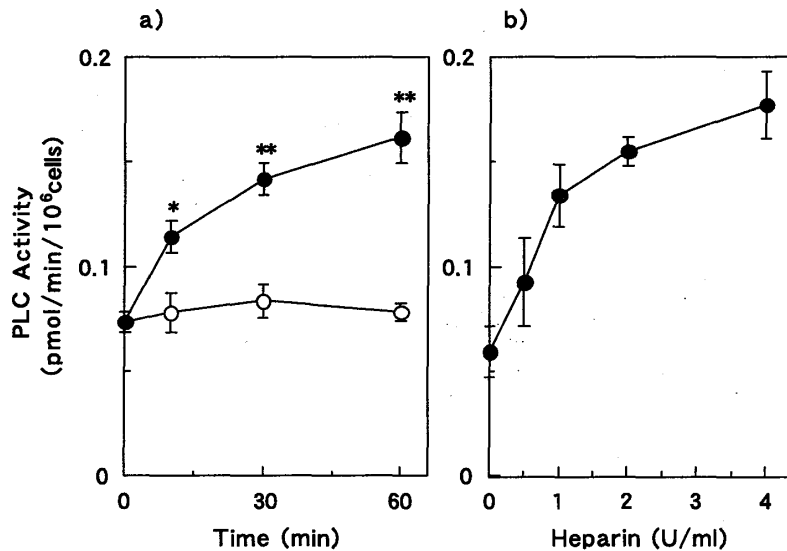 a)
b)
0.2
0.2
**
**
*
0.1
0.1
PLC Activity
(pmol/min/10⁶cells)
0
0
0
30
60
0
1
2
3
4
Time (min)
Heparin (U/ml)